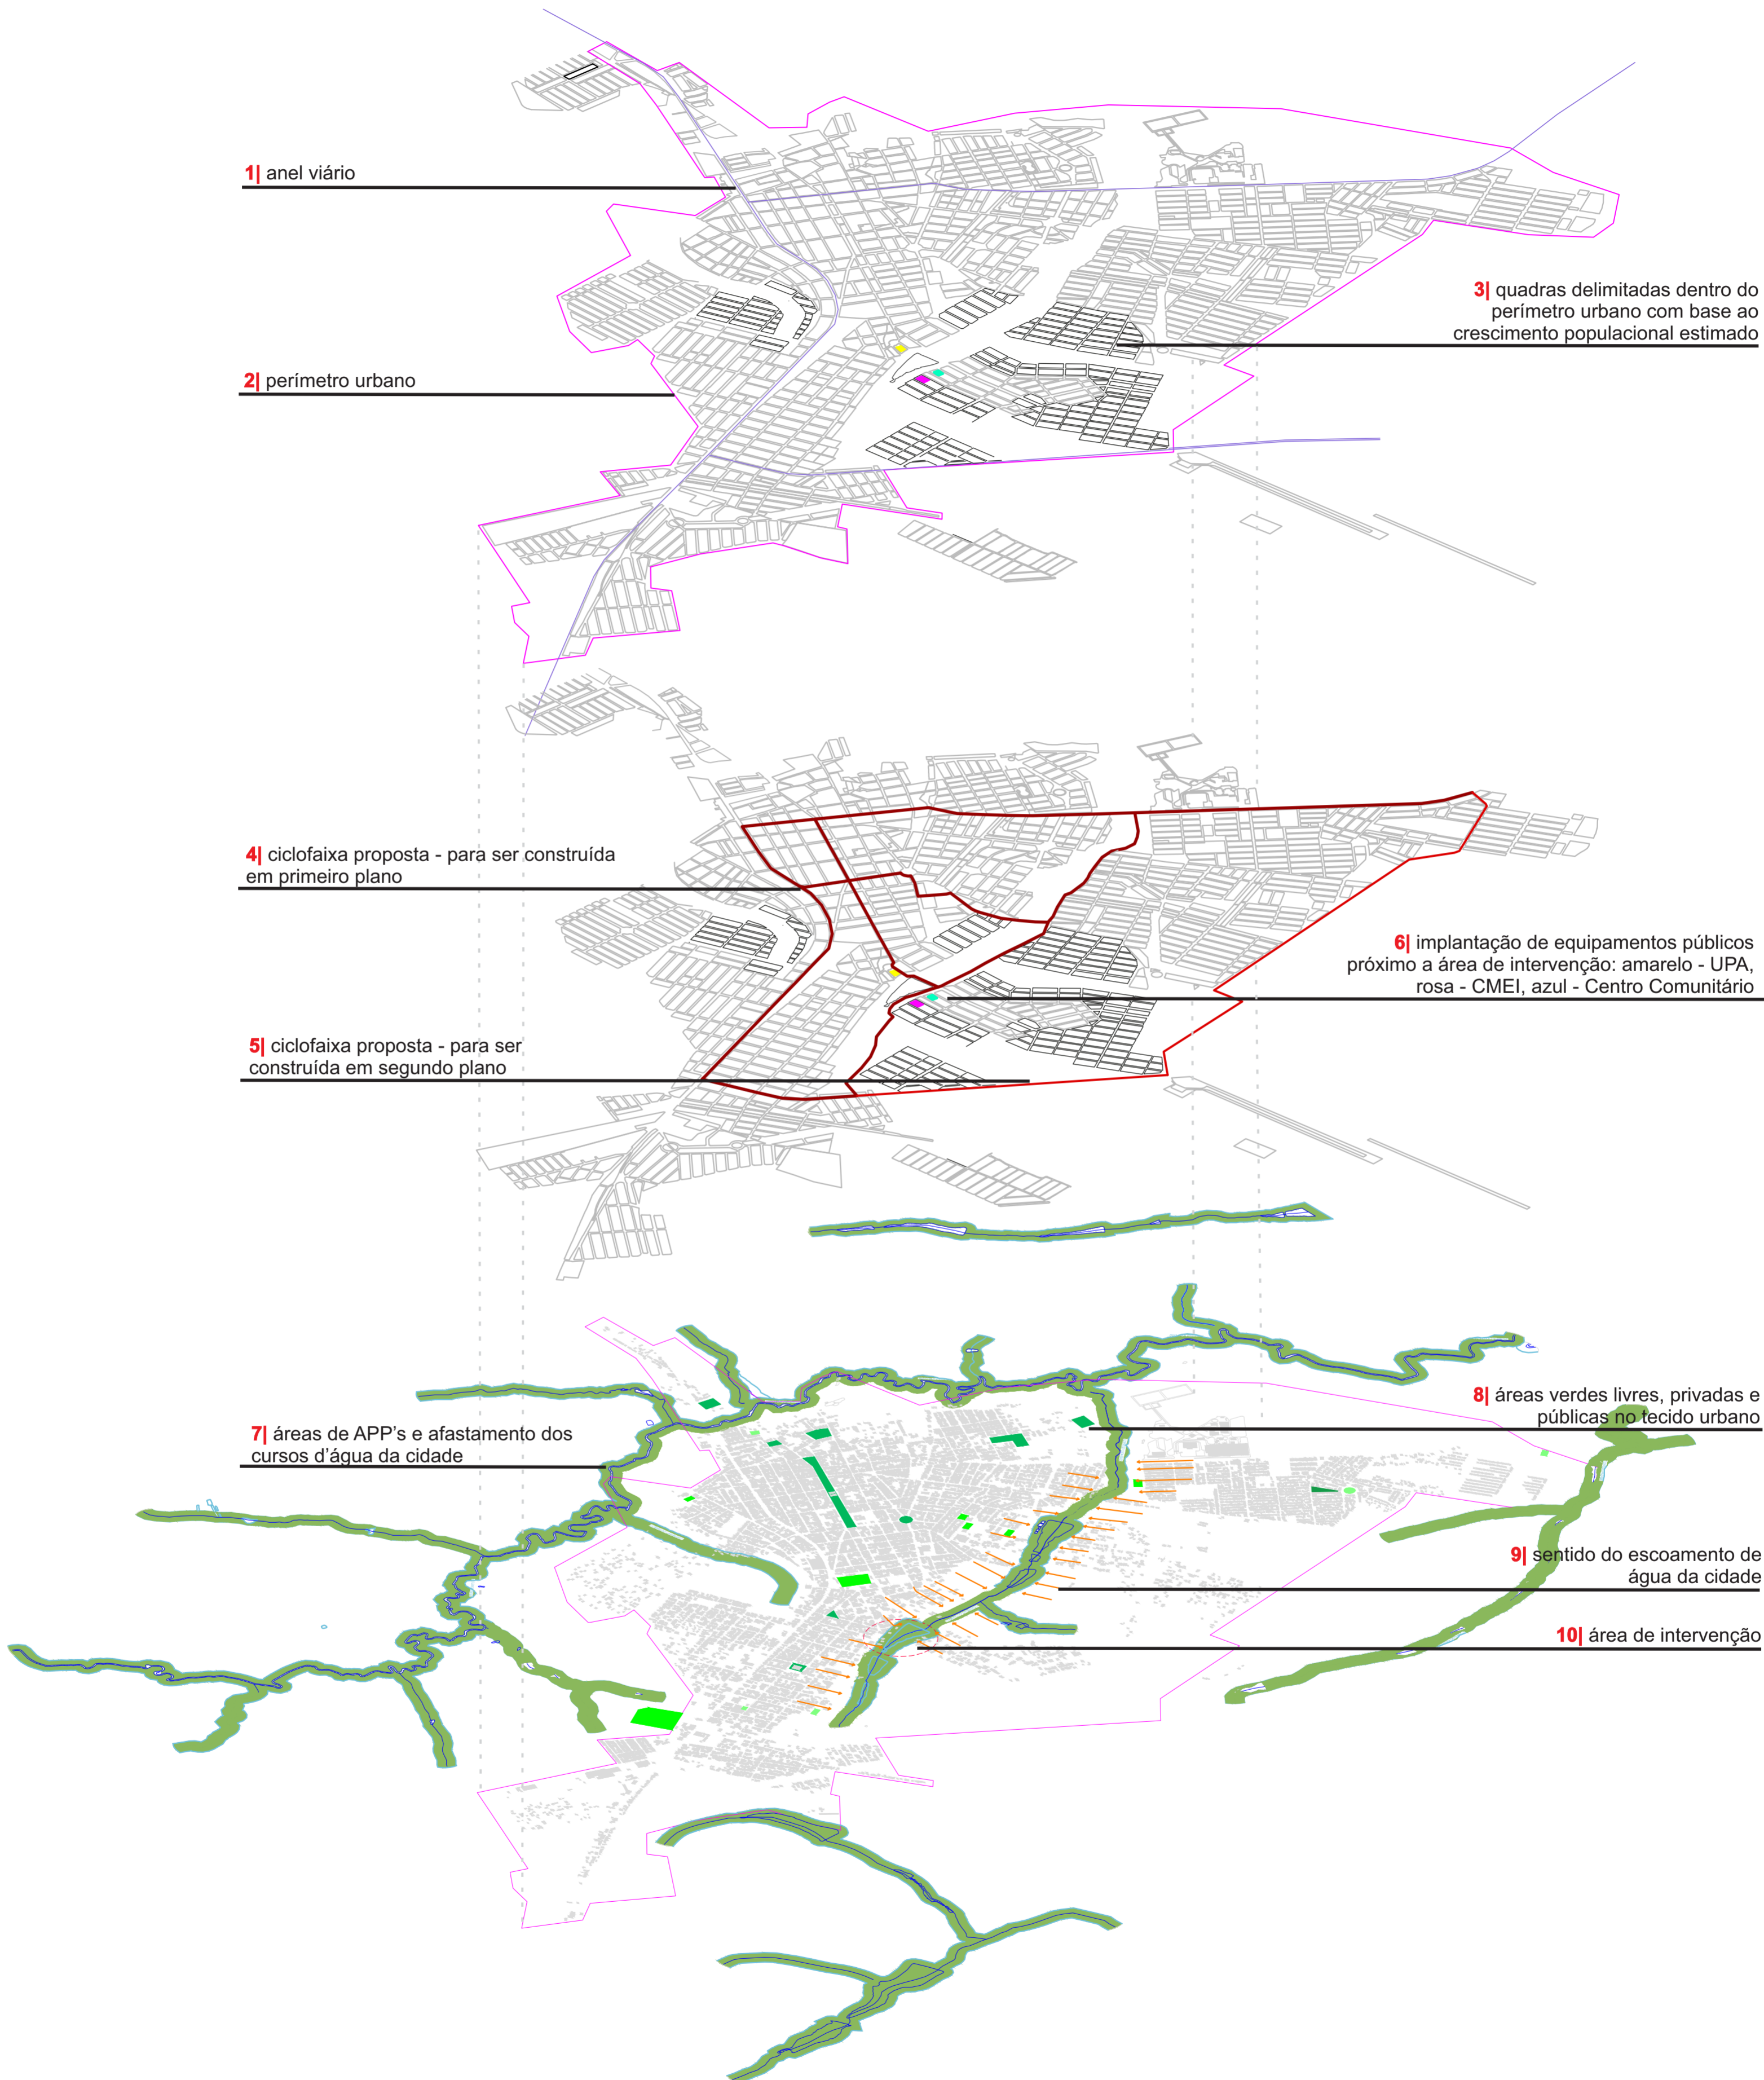 1| anel viário
3| quadras delimitadas dentro do
perímetro urbano com base ao
crescimento populacional estimado
2| perímetro urbano
4| ciclofaixa proposta - para ser construída
em primeiro plano
6| implantação de equipamentos públicos
próximo a área de intervenção: amarelo - UPA,
rosa - CMEI, azul - Centro Comunitário
5| ciclofaixa proposta - para ser
construída em segundo plano
8| áreas verdes livres, privadas e
públicas no tecido urbano
7| áreas de APP's e afastamento dos
cursos d'água da cidade
9| sentido do escoamento de
água da cidade
10| área de intervenção